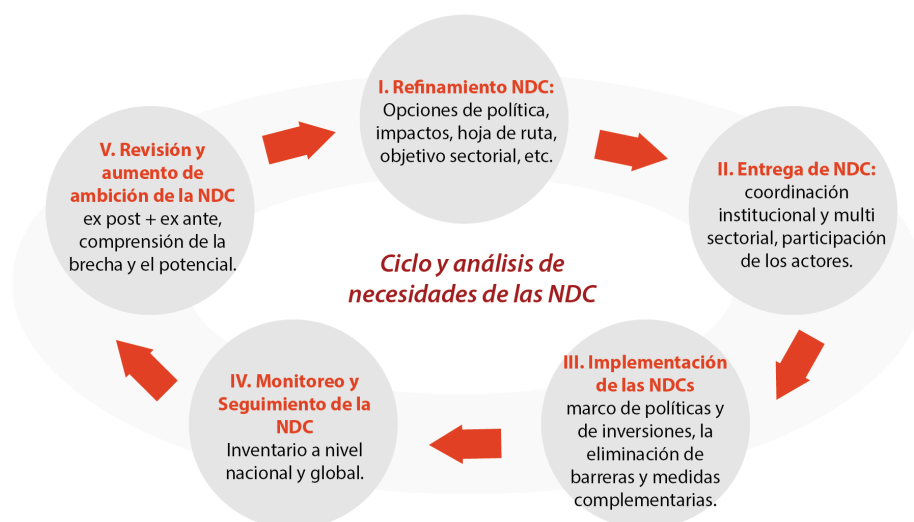 I. Refinamiento NDC:
Opciones de política,
impactos, hoja de ruta,
objetivo sectorial, etc.
II. Entrega de NDC:
coordinación
institucional y multi
sectorial, participación
de los actores.
III. Implementación
de las NDCs
marco de políticas y
de inversiones, la
eliminación de
barreras y medidas
complementarias.
IV. Monitoreo y
Seguimiento de la
NDC
Inventario a nivel
nacional y global.
V. Revisión y
aumento de
ambición de la NDC
ex post + ex ante,
comprensión de la
brecha y el potencial.
Ciclo y análisis de
necesidades de las NDC